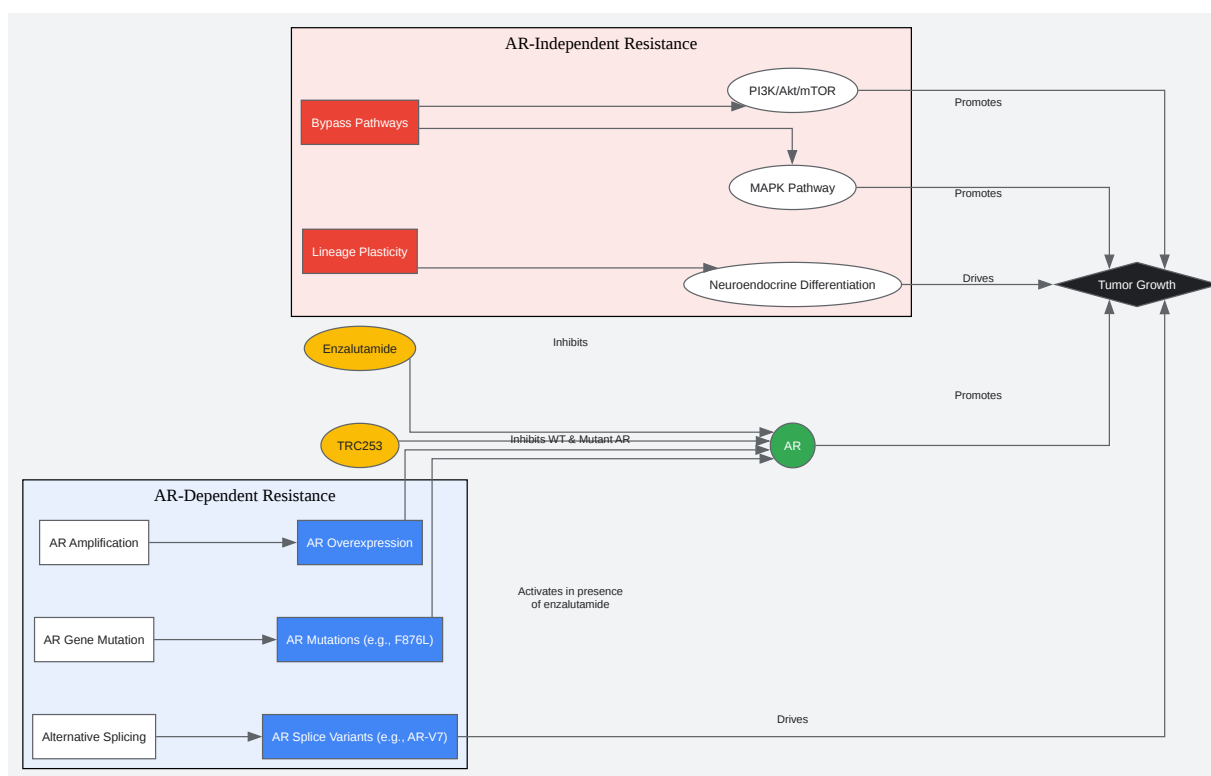 AR-Independent Resistance
PI3K/Akt/mTOR
Promotes
Bypass Pathways
MAPK Pathway
Promotes
Lineage Plasticity
Neuroendocrine Differentiation
Drives
Tumor Growth
Enzalutamide
Inhibits
Promotes
TRC253
Inhibits WT & Mutant AR
AR
AR-Dependent Resistance
AR Amplification
AR Overexpression
Activates in presence
of enzalutamide
AR Gene Mutation
AR Mutations (e.g., F876L)
Alternative Splicing
AR Splice Variants (e.g., AR-V7)
Drives